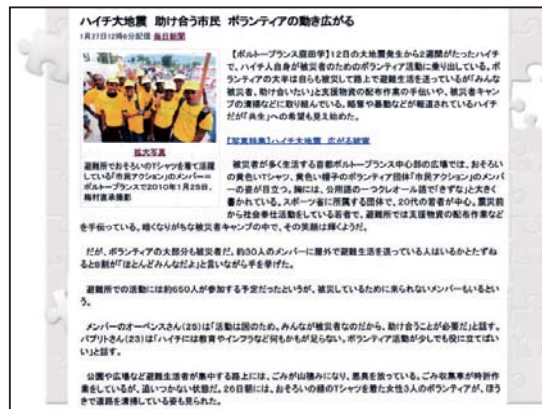 ハイチ大地震 助け合う市民 ボランティアの動き広がる
1月27日12時6分配信 毎日新聞
【ポルトープランス庭田学】12日の大地震発生から2週間がたったハイチ
で、ハイチ人自身が被災者のためのボランティア活動に乗り出している。ボ
ランティアの大半は自らも被災して路上で避難生活を送っているが「みんな
被災者。助け合いたい」と支援物資の配布作業の手伝いや、被災者キャン
プの清掃などに取り組んでいる。略奪や暴動などが報道されているハイチ
だが「共生」への希望も見え始めた。
拡大写真
避難所でおそろいのTシャツを着て活躍
している「市民アクション」のメンバー=
ポルトープランスで2010年1月25日、
梅村直承撮影
【写真特集】ハイチ大地震 広がる被害
被災者が多く生活する首都ポルトープランス中心部の広場では、おそろい
の黄色いTシャツ、黄色い帽子のボランティア団体「市民アクション」のメンバ
ーの姿が目立つ。胸には、公用語の一つクレオール語で「きずな」と大きく
書かれている。スポーツ省に所属する団体で、20代の若者が中心。震災前
から社会奉仕活動をしている若者で、避難所では支援物資の配布作業など
を手伝っている。暗くなりがちな被災者キャンプの中で、その笑顔は輝くようだ。
だが、ボランティアの大部分も被災者だ。約30人のメンバーに屋外で避難生活を送っている人はいるかとたずね
ると8割が「ほとんどみんなだよ」と言いながら手を挙げた。
避難所での活動には約650人が参加する予定だったというが、被災しているために来られないメンバーもいるとい
う。
メンバーのオーベンスさん(25)は「活動は国のため。みんなが被災者なのだから、助け合うことが必要だ」と話す。
パプリトさん(23)は「ハイチには教育やインフラなど何もかもが足らない。ボランティア活動が少しでも役に立てばい
い」と話す。
公園や広場など避難生活者が集中する路上には、ごみが山積みになり、悪臭を放っている。ごみ収集車が時折作
業をしているが、追いつかない状態だ。26日朝には、おそろいの緑のTシャツを着た女性3人のボランティアが、ほう
きで道路を清掃している姿も見られた。